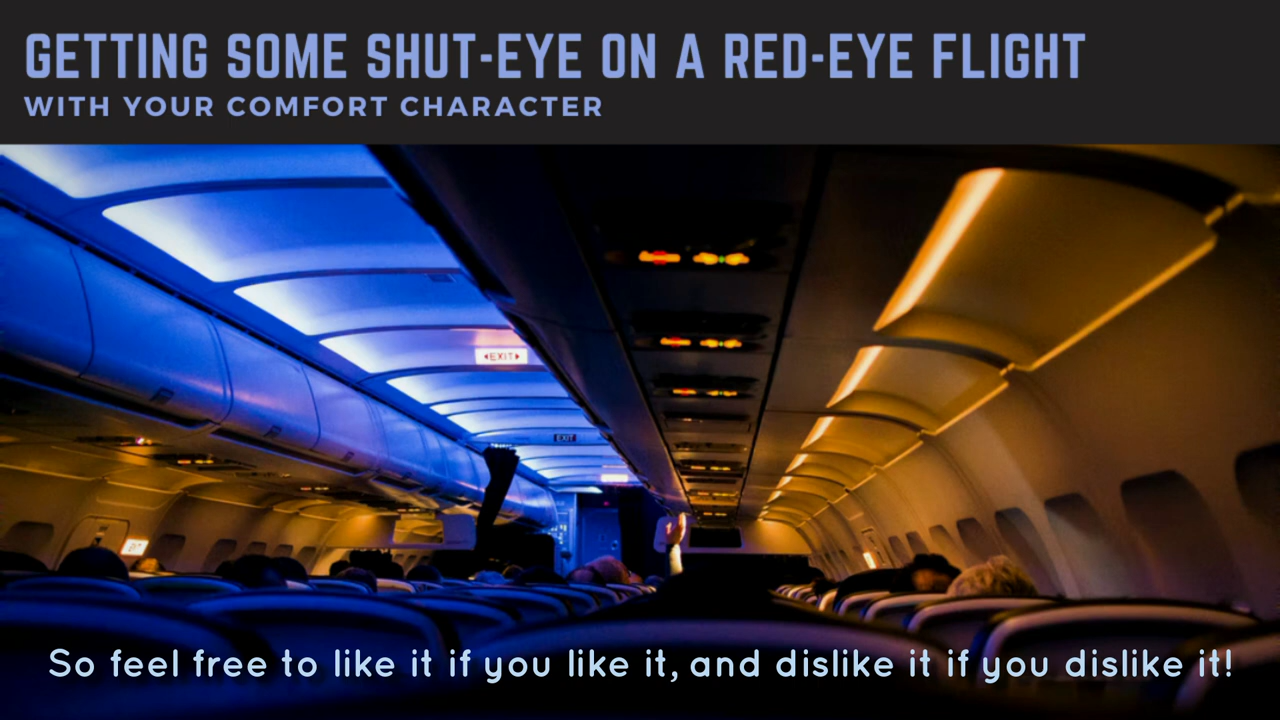 GETTING SOME SHUT-EYE ON A RED-EYE FLIGHT
WITH YOUR COMFORT CHARACTER
EXIT
EXIT
So feel free to like it if you like it, and dislike it if you dislike it!